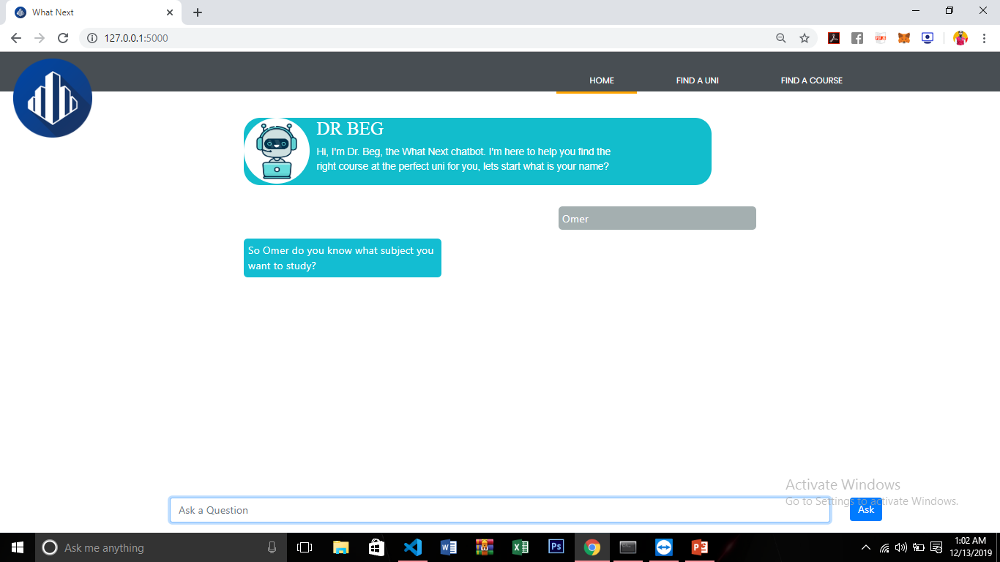 What Next
127.0.0.1:5000
HOME FIND A UNI FIND A COURSE
DR BEG
Hi, I'm Dr. Beg, the What Next chatbot. I'm here to help you find the
right course at the perfect uni for you, lets start what is your name?
Omer
So Omer do you know what subject you
want to study?
Activate Windows
Go to Settings to activate Windows.
Ask a Question
Ask
Ask me anything
1:02 AM
12/13/2019